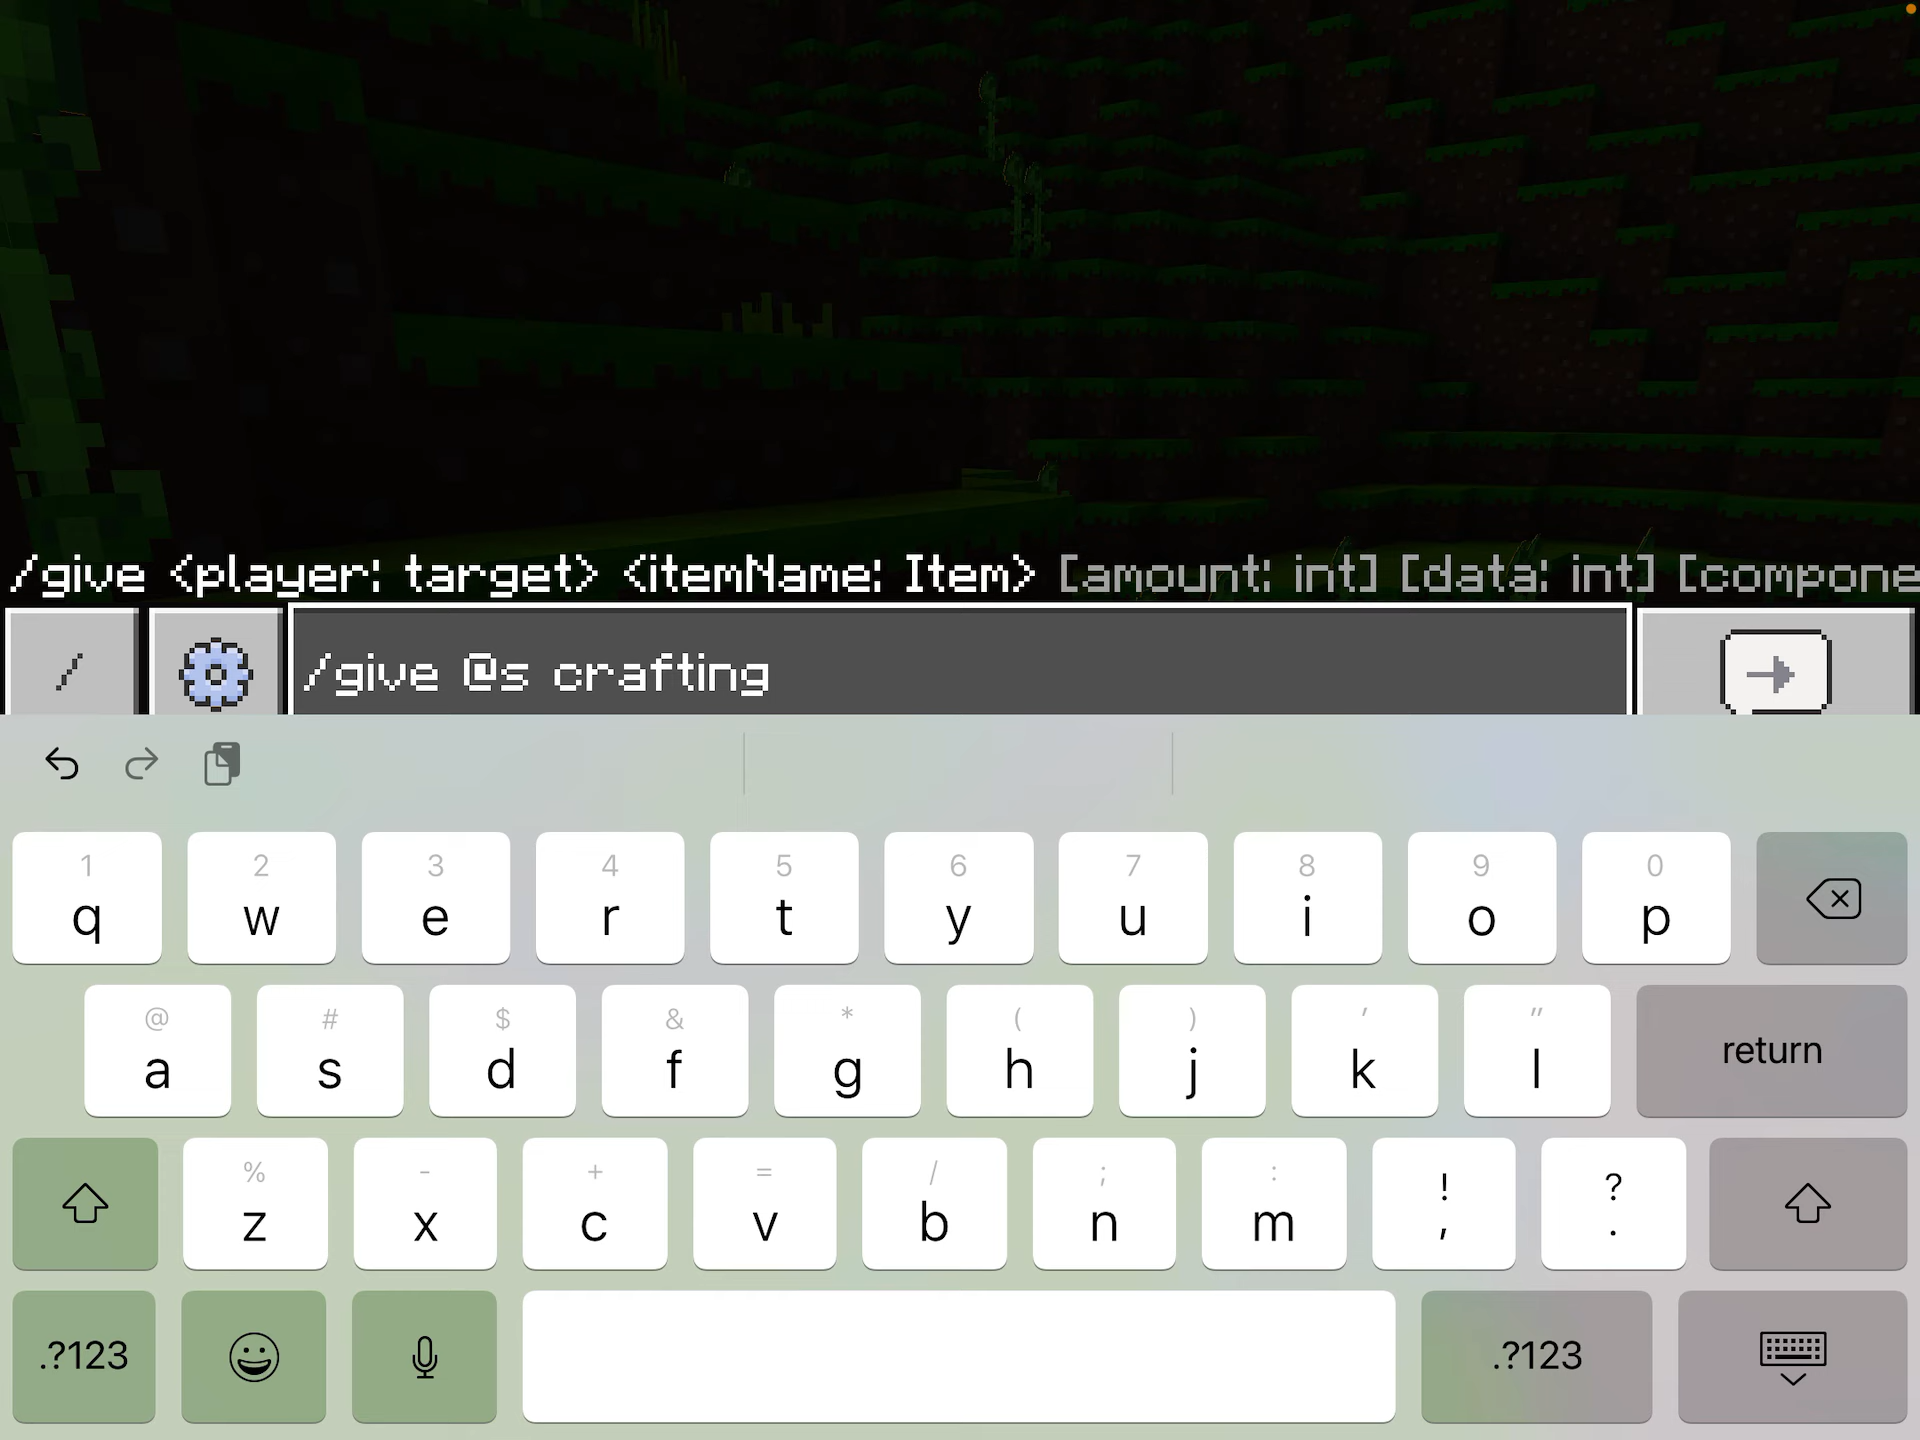 /give <player: target> <itemName: Item> [amount: int] [data: int] [compone
/
/give @s crafting
1 2 3 4 5 6 7 8 9 0
q w e r t y u i o p
@ # $ & * ( ) ' "
a s d f g h j k l return
% - + = / ; : ! ?
z x c v b n m , .
.?123 .?123